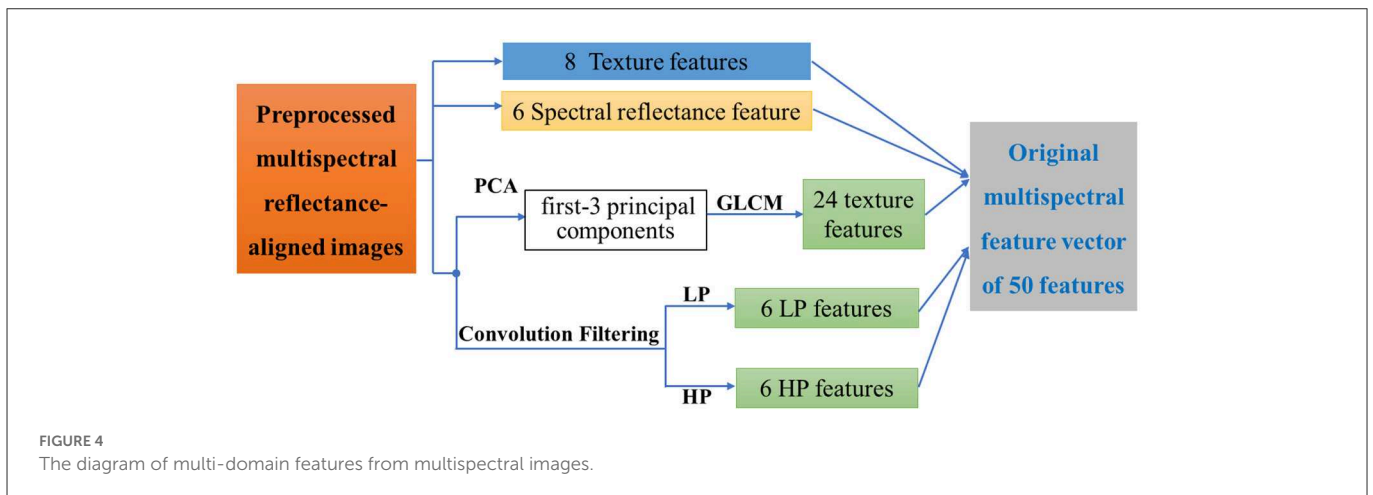 8 Texture features
6 Spectral reflectance feature
Preprocessed
multispectral
reflectance-
aligned images
PCA
first-3 principal
components
GLCM
24 texture
features
Convolution Filtering
LP
6 LP features
HP
6 HP features
Original
multispectral
feature vector
of 50 features
FIGURE 4
The diagram of multi-domain features from multispectral images.